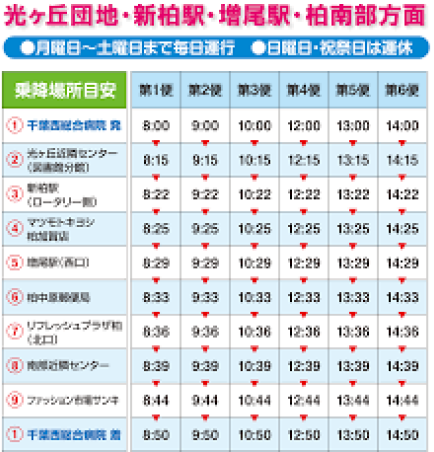 光ヶ丘団地・新柏駅・増尾駅・柏南部方面
●月曜日〜土曜日まで毎日運行 ●日曜日・祝祭日は運休
乗降場所目安 第1便 第2便 第3便 第4便 第5便 第6便
① 千葉西総合病院 発 8:00 9:00 10:00 12:00 13:00 14:00
② 光ヶ丘近隣センター（図書館分館） 8:15 9:15 10:15 12:15 13:15 14:15
③ 新柏駅（ロータリー側） 8:22 9:22 10:22 12:22 13:22 14:22
④ マツモトキヨシ 柏加賀店 8:25 9:25 10:25 12:25 13:25 14:25
⑤ 増尾駅（西口） 8:29 9:29 10:29 12:29 13:29 14:29
⑥ 柏中原郵便局 8:33 9:33 10:33 12:33 13:33 14:33
⑦ リフレッシュプラザ柏（北口） 8:36 9:36 10:36 12:36 13:36 14:36
⑧ 南部近隣センター 8:39 9:39 10:39 12:39 13:39 14:39
⑨ ファッション市場サンキ 8:44 9:44 10:44 12:44 13:44 14:44
① 千葉西総合病院 着 8:50 9:50 10:50 12:50 13:50 14:50